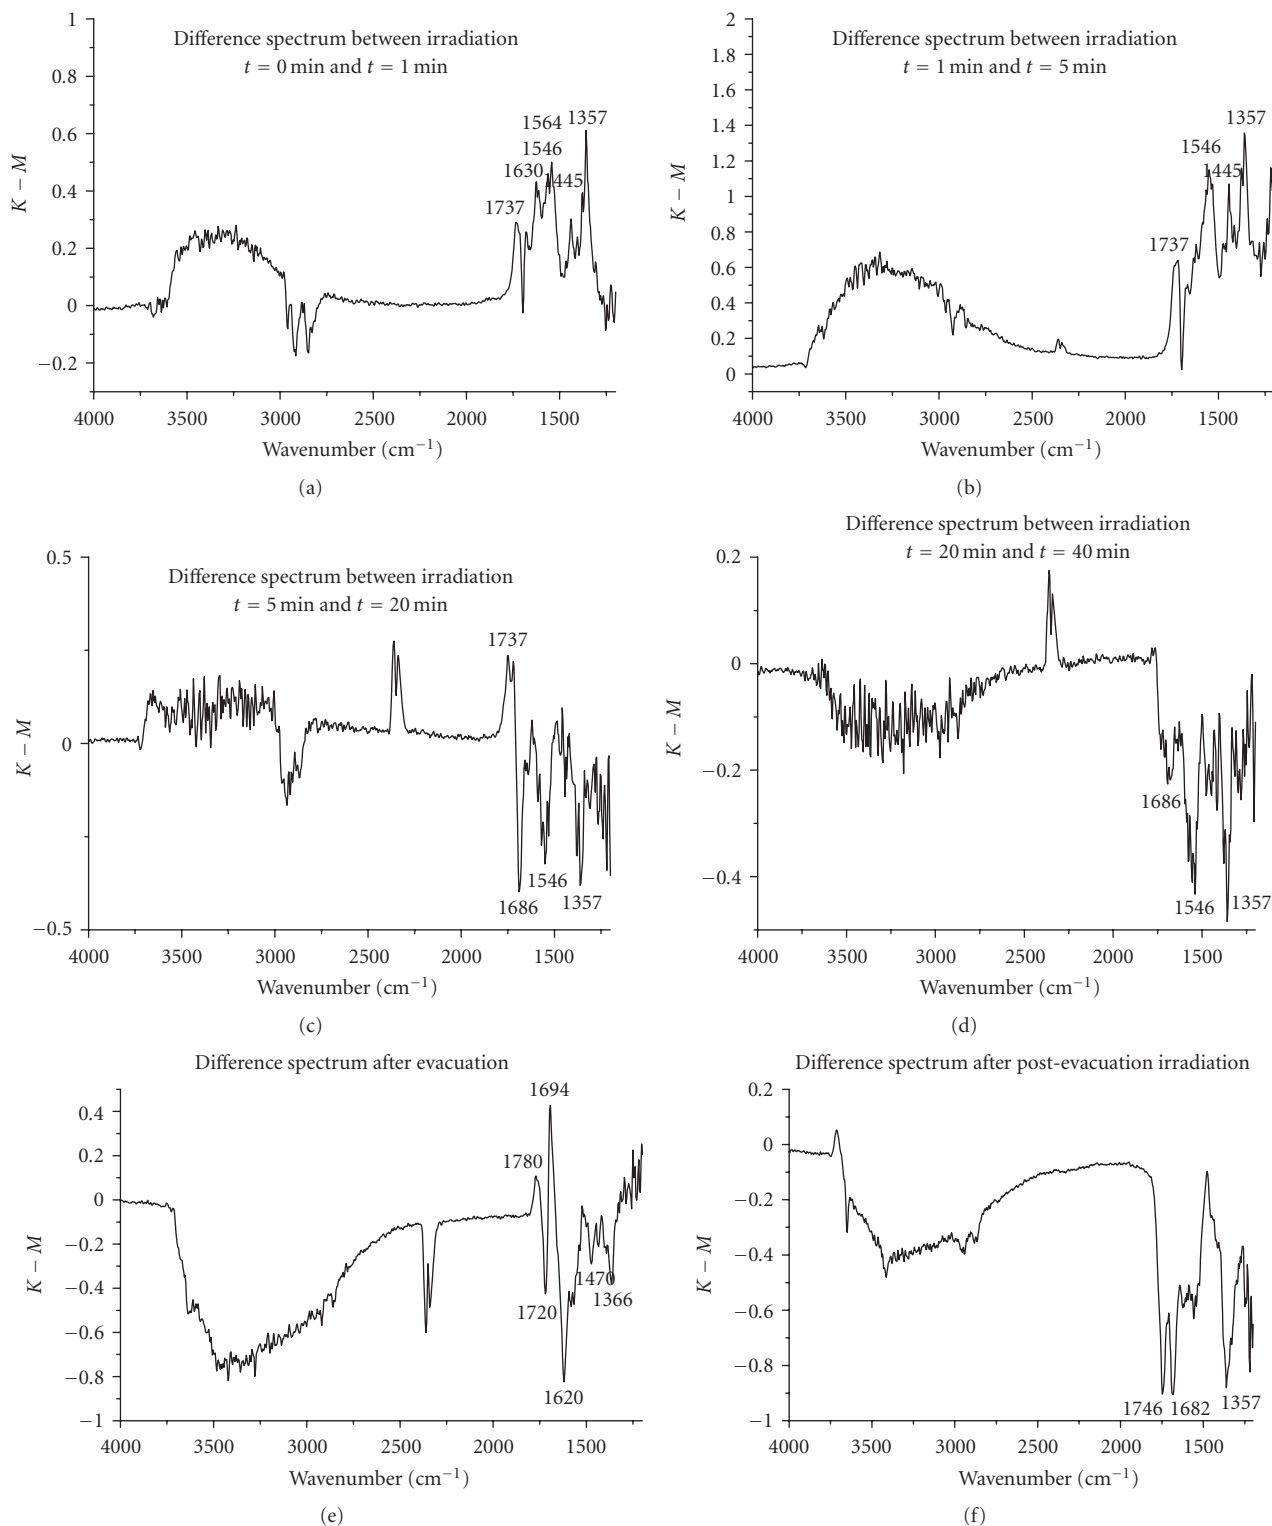 Difference spectrum between irradiation
t = 0 min and t = 1 min
1
0.8
0.6
0.4
0.2
0
−0.2
K − M
1737
1630
1564
1546
1445
1357
4000 3500 3000 2500 2000 1500
Wavenumber (cm−1)
(a)
Difference spectrum between irradiation
t = 1 min and t = 5 min
2
1.8
1.6
1.4
1.2
1
0.8
0.6
0.4
0.2
0
K − M
1737
1546
1445
1357
4000 3500 3000 2500 2000 1500
Wavenumber (cm−1)
(b)
Difference spectrum between irradiation
t = 5 min and t = 20 min
0.5
0
−0.5
K − M
1737
1686
1546
1357
4000 3500 3000 2500 2000 1500
Wavenumber (cm−1)
(c)
Difference spectrum between irradiation
t = 20 min and t = 40 min
0.2
0
−0.2
−0.4
K − M
1686
1546
1357
4000 3500 3000 2500 2000 1500
Wavenumber (cm−1)
(d)
Difference spectrum after evacuation
0.4
0.2
0
−0.2
−0.4
−0.6
−0.8
−1
K − M
1694
1780
1720
1620
1470
1366
4000 3500 3000 2500 2000 1500
Wavenumber (cm−1)
(e)
Difference spectrum after post-evacuation irradiation
0.2
0
−0.2
−0.4
−0.6
−0.8
−1
K − M
1746
1682
1357
4000 3500 3000 2500 2000 1500
Wavenumber (cm−1)
(f)